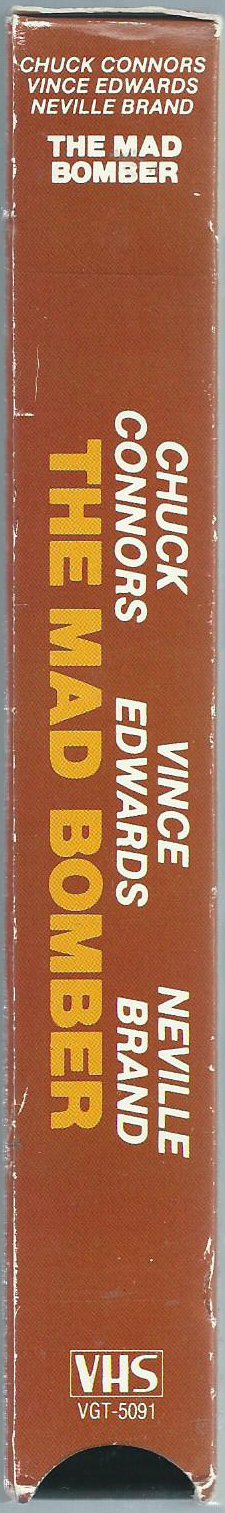 CHUCK CONNORS
VINCE EDWARDS
NEVILLE BRAND
THE MAD
BOMBER
CHUCK
CONNORS
VINCE
EDWARDS
NEVILLE
BRAND
THE MAD BOMBER
VHS
VGT-5091